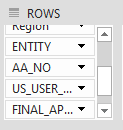 ROWS
Region
ENTITY
AA_NO
US_USER_...
FINAL_AP...